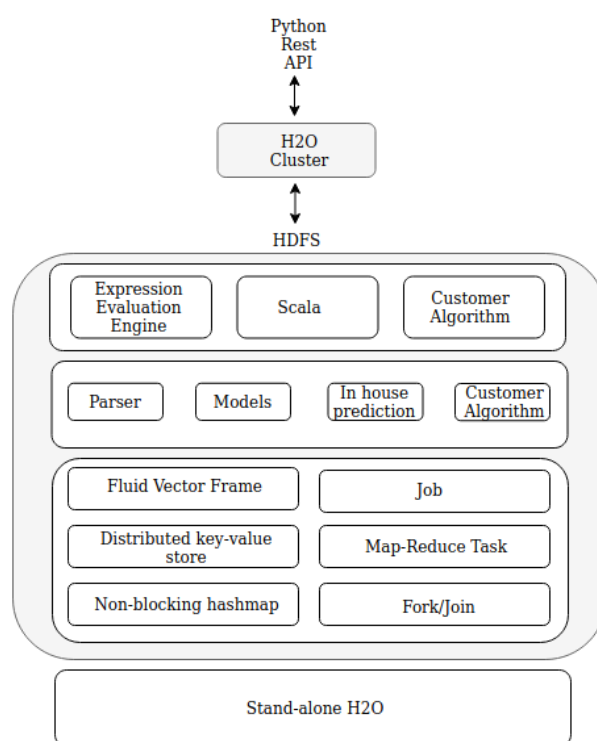 Python
Rest
API
H2O
Cluster
HDFS
Expression
Evaluation
Engine
Scala
Customer
Algorithm
Parser
Models
In house
prediction
Customer
Algorithm
Fluid Vector Frame
Job
Distributed key-value
store
Map-Reduce Task
Non-blocking hashmap
Fork/Join
Stand-alone H2O